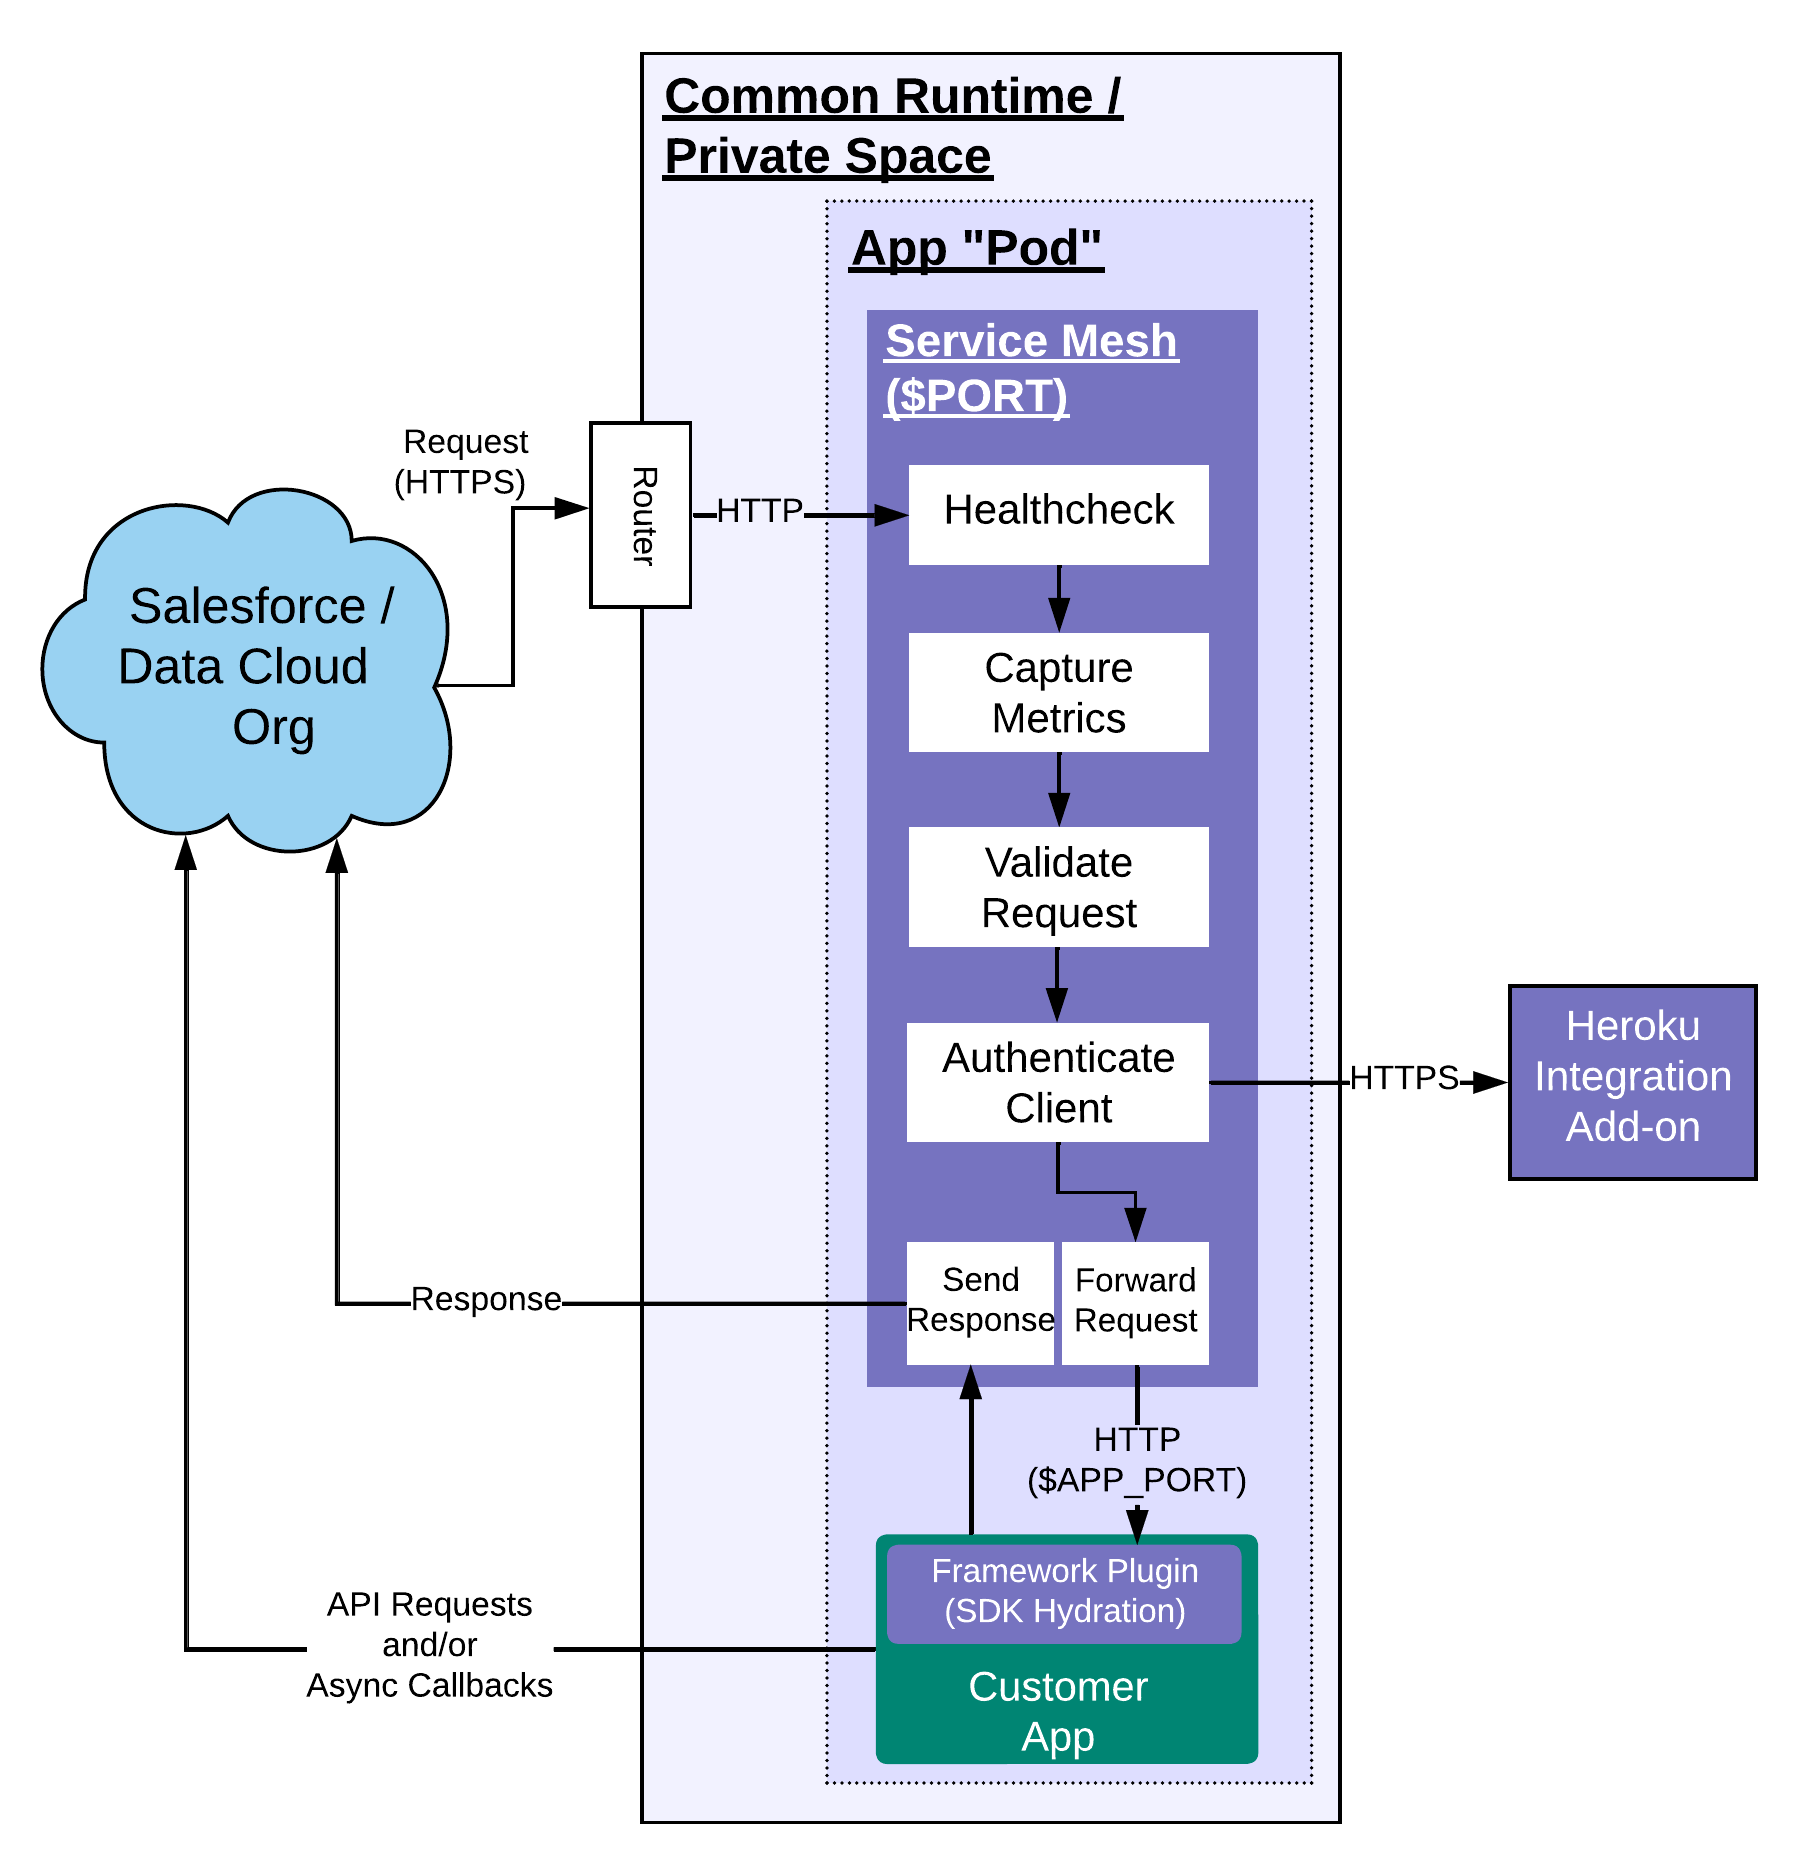 Common Runtime /
Private Space
App "Pod"
Service Mesh
($PORT)
Request
(HTTPS)
Router
HTTP
Healthcheck
Salesforce /
Data Cloud
Org
Capture
Metrics
Validate
Request
Authenticate
Client
HTTPS
Heroku
Integration
Add-on
Send
Response
Forward
Request
Response
HTTP
($APP_PORT)
Framework Plugin
(SDK Hydration)
API Requests
and/or
Async Callbacks
Customer
App